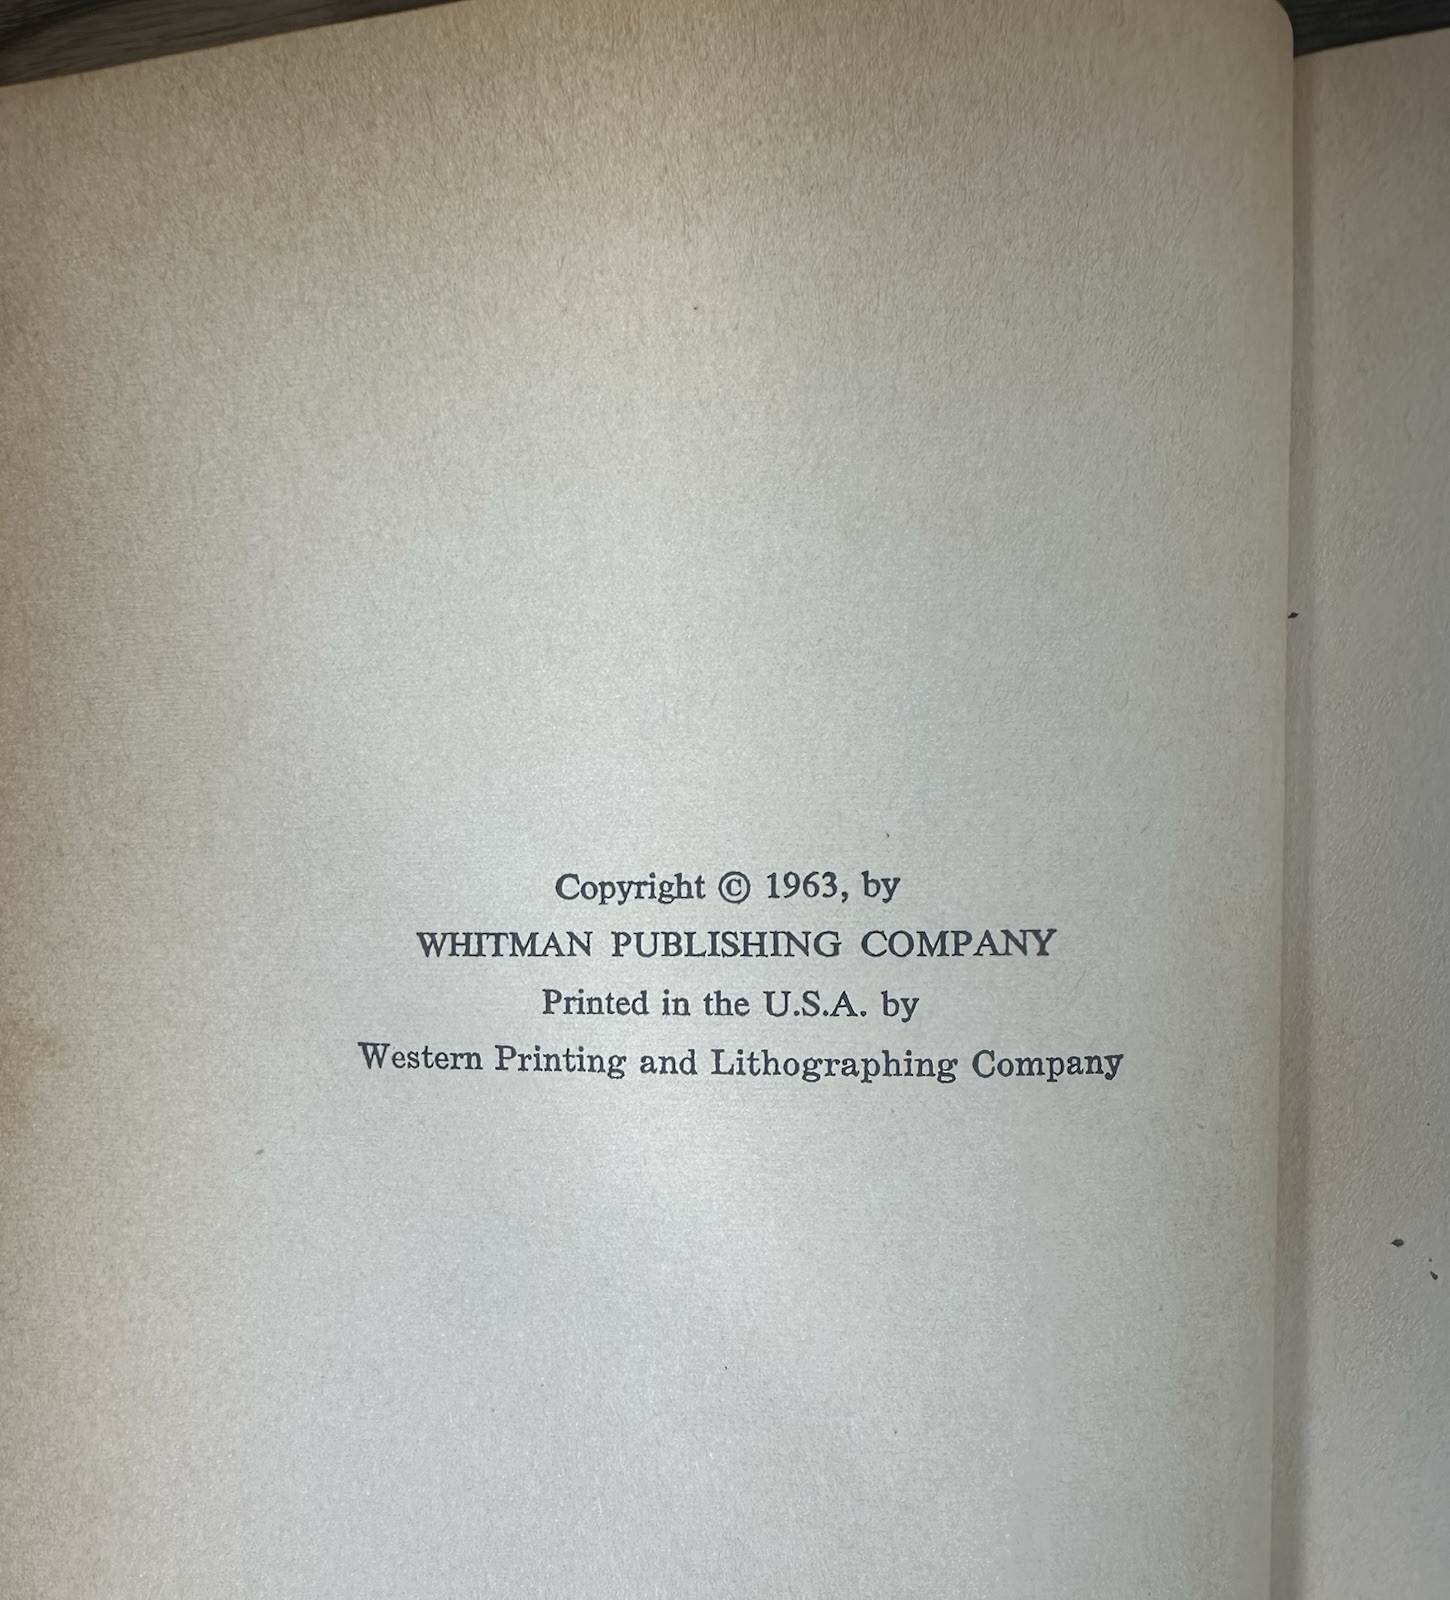 Copyright © 1963, by
WHITMAN PUBLISHING COMPANY
Printed in the U.S.A. by
Western Printing and Lithographing Company